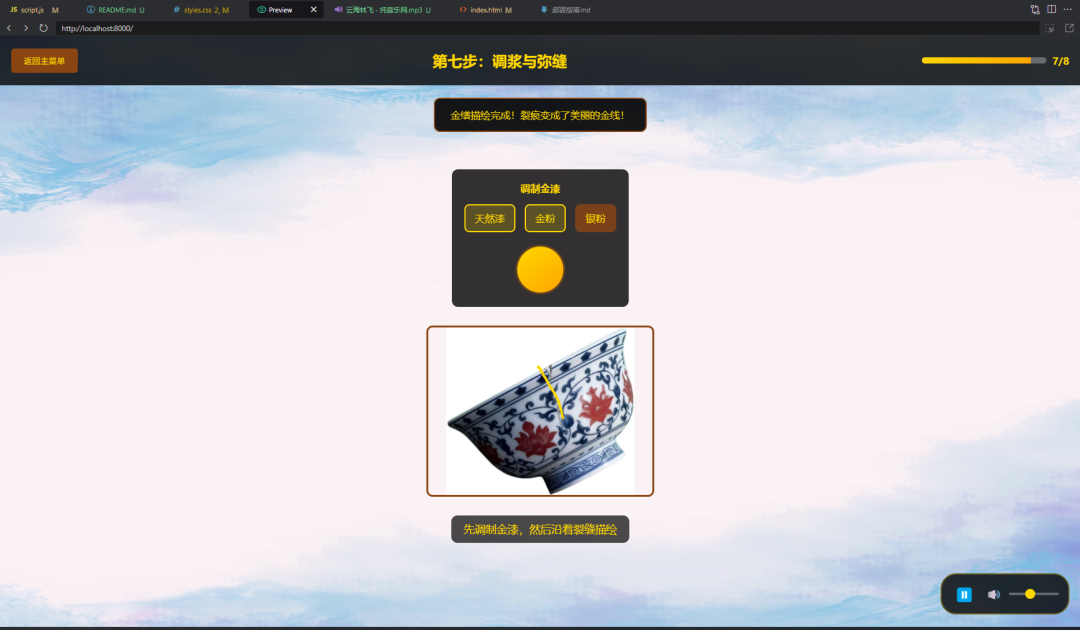 JS script.js M
README.md U
# styles.css 2, M
Preview
云海林飞 - 纯音乐网.mp3 U
index.html M
部署指南.md
http://localhost:8000/
返回主菜单
第七步：调浆与弥缝
7/8
金缮描绘完成！裂痕变成了美丽的金线！
调制金漆
天然漆
金粉
银粉
先调制金漆，然后沿着裂缝描绘